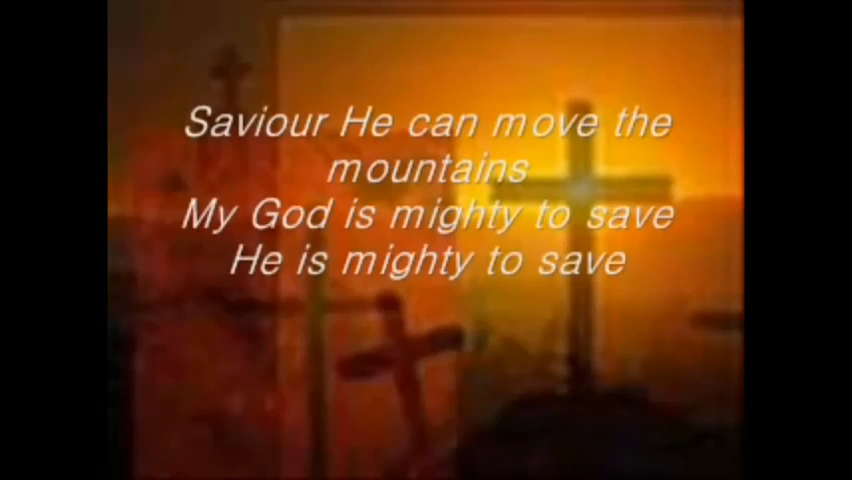 Saviour He can move the
mountains
My God is mighty to save
He is mighty to save